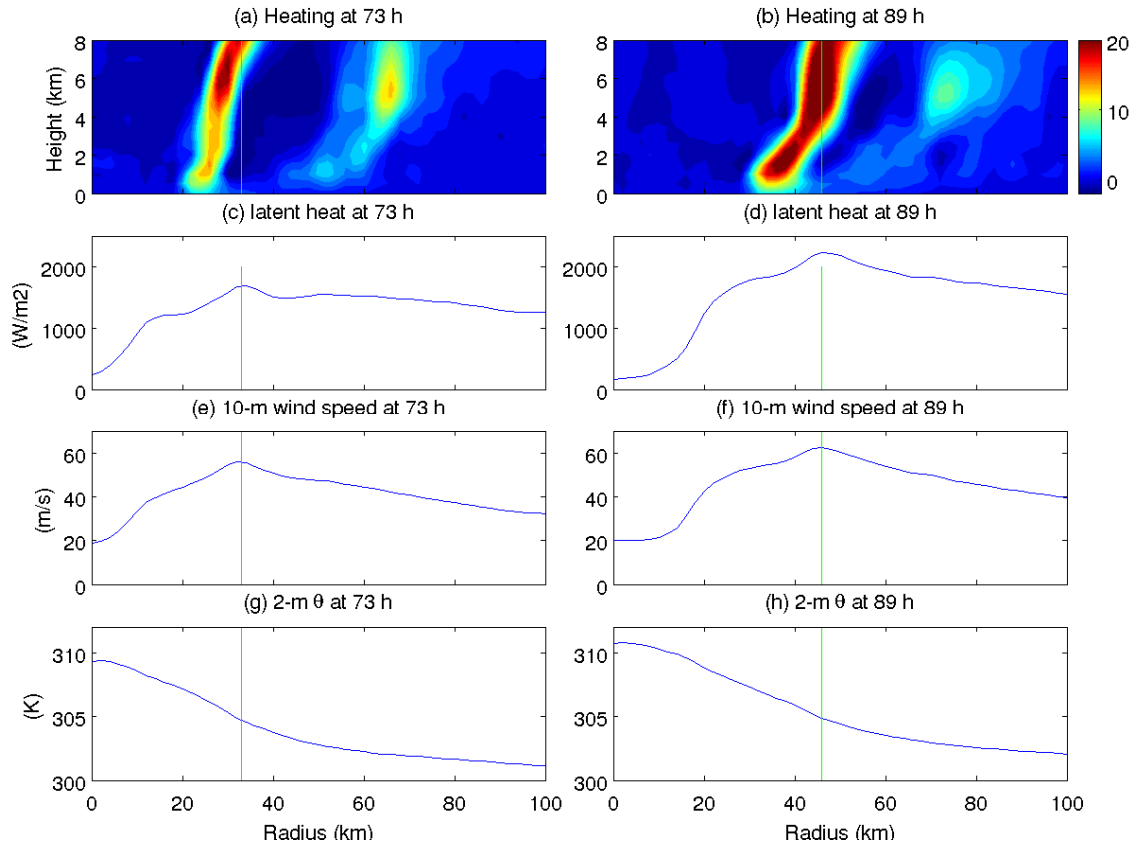 (a) Heating at 73 h
(b) Heating at 89 h
8
6
4
2
0
Height (km)
8
6
4
2
0
20
10
0
(c) latent heat at 73 h
(d) latent heat at 89 h
2000
1000
0
(W/m2)
2000
1000
0
(e) 10-m wind speed at 73 h
(f) 10-m wind speed at 89 h
60
40
20
0
(m/s)
60
40
20
0
(g) 2-m θ at 73 h
(h) 2-m θ at 89 h
310
305
300
(K)
310
305
300
0 20 40 60 80 100
0 20 40 60 80 100
Radius (km)
Radius (km)